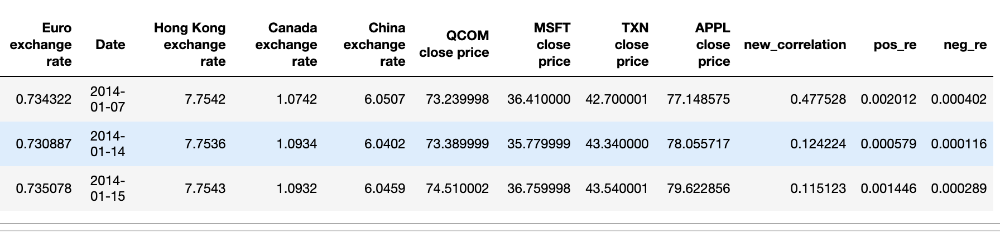 Euro exchange rate Date Hong Kong exchange rate Canada exchange rate China exchange rate QCOM close price MSFT close price TXN close price APPL close price new_correlation pos_re neg_re
0.734322 2014-01-07 7.7542 1.0742 6.0507 73.239998 36.410000 42.700001 77.148575 0.477528 0.002012 0.000402
0.730887 2014-01-14 7.7536 1.0934 6.0402 73.389999 35.779999 43.340000 78.055717 0.124224 0.000579 0.000116
0.735078 2014-01-15 7.7543 1.0932 6.0459 74.510002 36.759998 43.540001 79.622856 0.115123 0.001446 0.000289